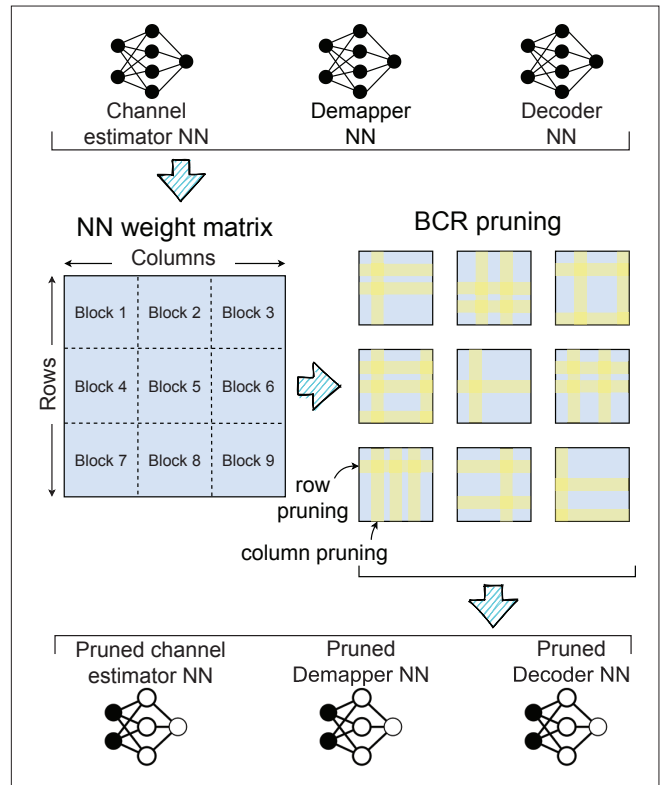 Channel
estimator NN
Demapper
NN
Decoder
NN
NN weight matrix
BCR pruning
Columns
Rows
Block 1
Block 2
Block 3
Block 4
Block 5
Block 6
Block 7
Block 8
Block 9
row
pruning
column pruning
Pruned channel
estimator NN
Pruned
Demapper NN
Pruned
Decoder NN